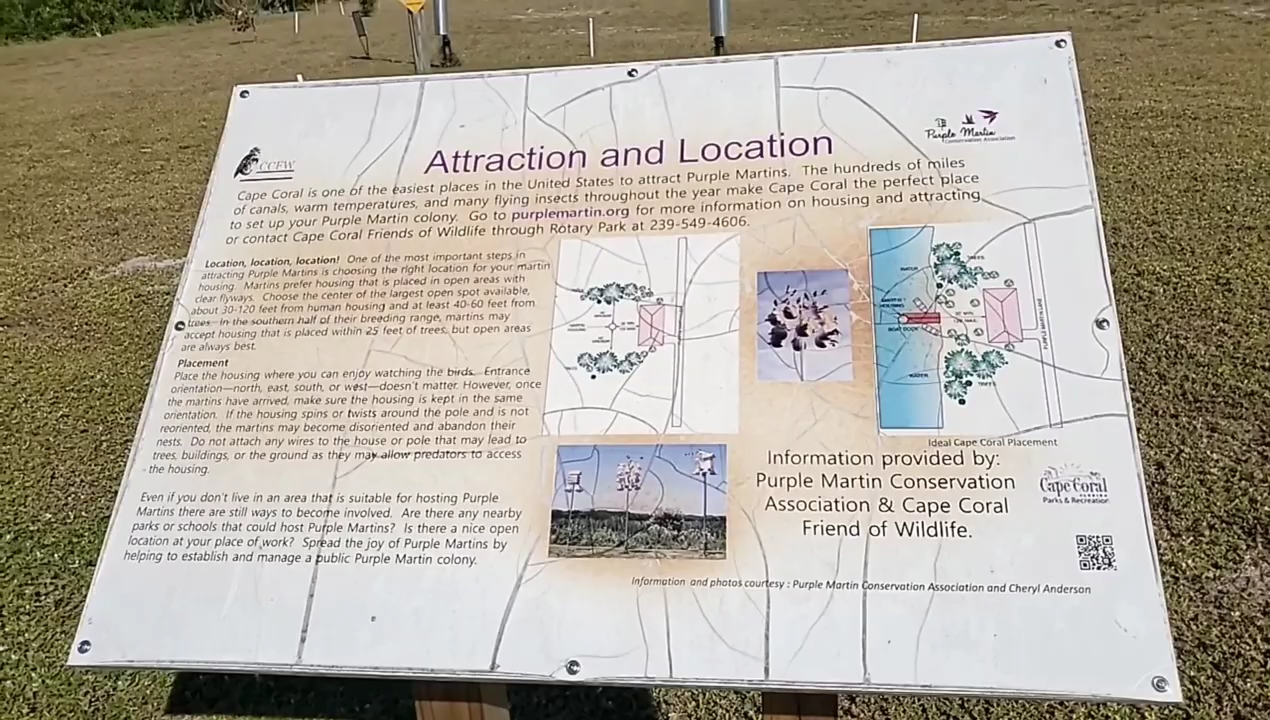 Attraction and Location
CCFW
Purple Martin
Conservation Association
Cape Coral is one of the easiest places in the United States to attract Purple Martins. The hundreds of miles
of canals, warm temperatures, and many flying insects throughout the year make Cape Coral the perfect place
to set up your Purple Martin colony. Go to purplemartin.org for more information on housing and attracting
or contact Cape Coral Friends of Wildlife through Rotary Park at 239-549-4606.
Location, location, location! One of the most important steps in
attracting Purple Martins is choosing the right location for your martin
housing. Martins prefer housing that is placed in open areas with
clear flyways. Choose the center of the largest open spot available,
about 30-120 feet from human housing and at least 40-60 feet from
trees. In the southern half of their breeding range, martins may
accept housing that is placed within 25 feet of trees, but open areas
are always best.
Placement
Place the housing where you can enjoy watching the birds. Entrance
orientation—north, east, south, or west—doesn't matter. However, once
the martins have arrived, make sure the housing is kept in the same
orientation. If the housing spins or twists around the pole and is not
reoriented, the martins may become disoriented and abandon their
nests. Do not attach any wires to the house or pole that may lead to
trees, buildings, or the ground as they may allow predators to access
the housing.
Even if you don't live in an area that is suitable for hosting Purple
Martins there are still ways to become involved. Are there any nearby
parks or schools that could host Purple Martins? Is there a nice open
location at your place of work? Spread the joy of Purple Martins by
helping to establish and manage a public Purple Martin colony.
WATER
TREES
BOAT DOCK
PURPLE MARTIN LANE
WATER
TREES
Ideal Cape Coral Placement
Information provided by:
Purple Martin Conservation
Association & Cape Coral
Friend of Wildlife.
Cape Coral
FLORIDA
Parks & Recreation
Information and photos courtesy : Purple Martin Conservation Association and Cheryl Anderson